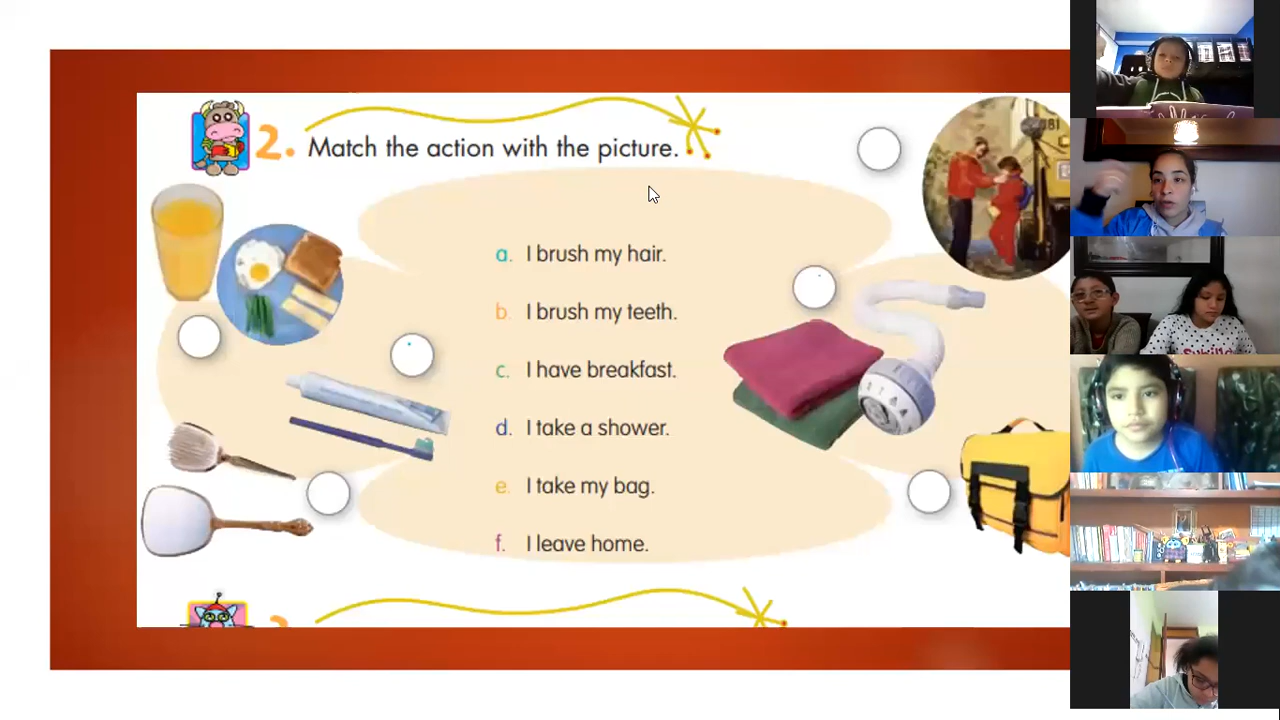 2. Match the action with the picture.
a. I brush my hair.
b. I brush my teeth.
c. I have breakfast.
d. I take a shower.
e. I take my bag.
f. I leave home.